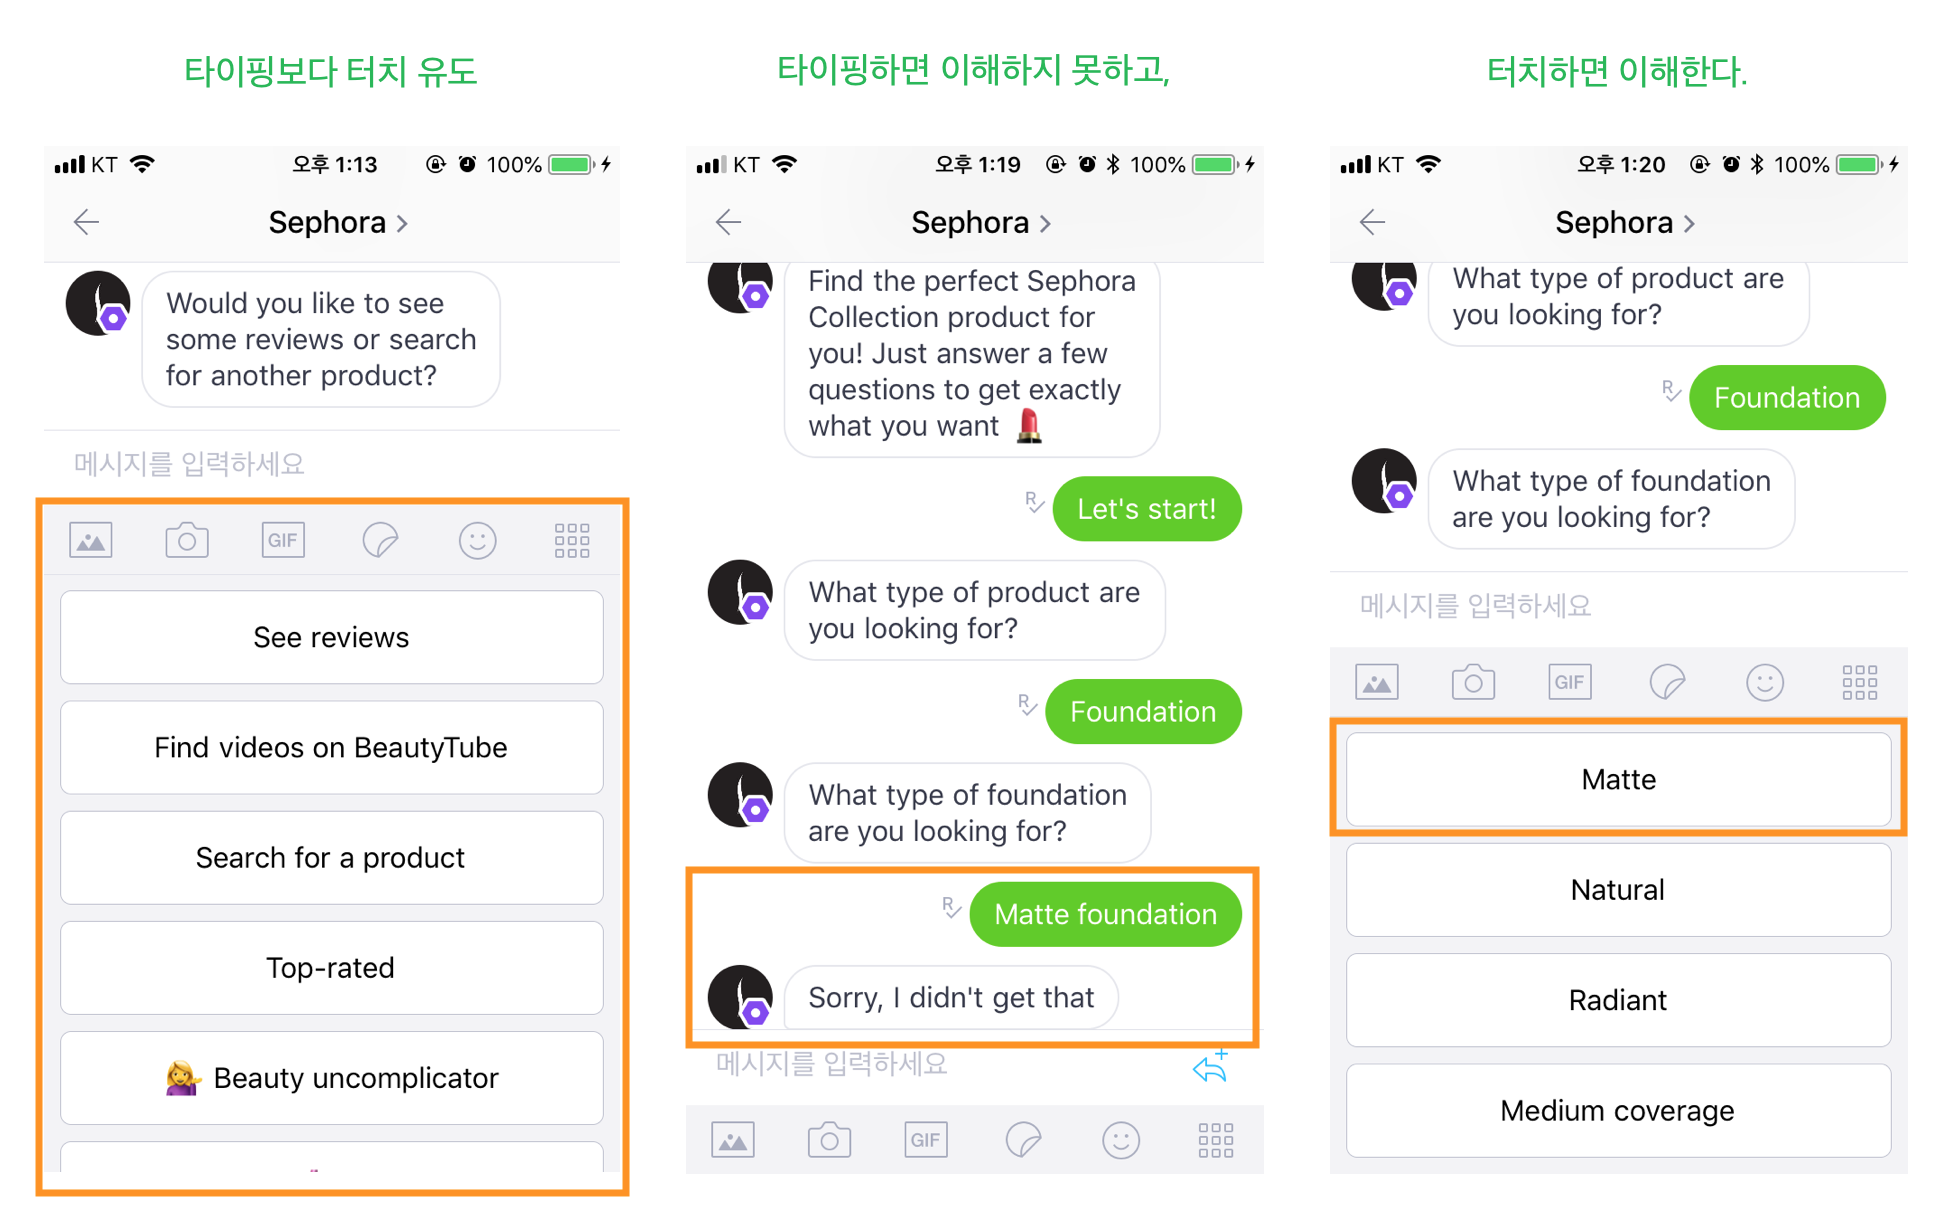 타이핑보다 터치 유도
KT
오후 1:13
100%
Sephora
Would you like to see
some reviews or search
for another product?
메시지를 입력하세요
GIF
See reviews
Find videos on BeautyTube
Search for a product
Top-rated
Beauty uncomplicator
타이핑하면 이해하지 못하고,
KT
오후 1:19
100%
Sephora
Find the perfect Sephora
Collection product for
you! Just answer a few
questions to get exactly
what you want
R
Let's start!
What type of product are
you looking for?
R
Foundation
What type of foundation
are you looking for?
R
Matte foundation
Sorry, I didn't get that
메시지를 입력하세요
GIF
터치하면 이해한다.
KT
오후 1:20
100%
Sephora
What type of product are
you looking for?
R
Foundation
What type of foundation
are you looking for?
메시지를 입력하세요
GIF
Matte
Natural
Radiant
Medium coverage